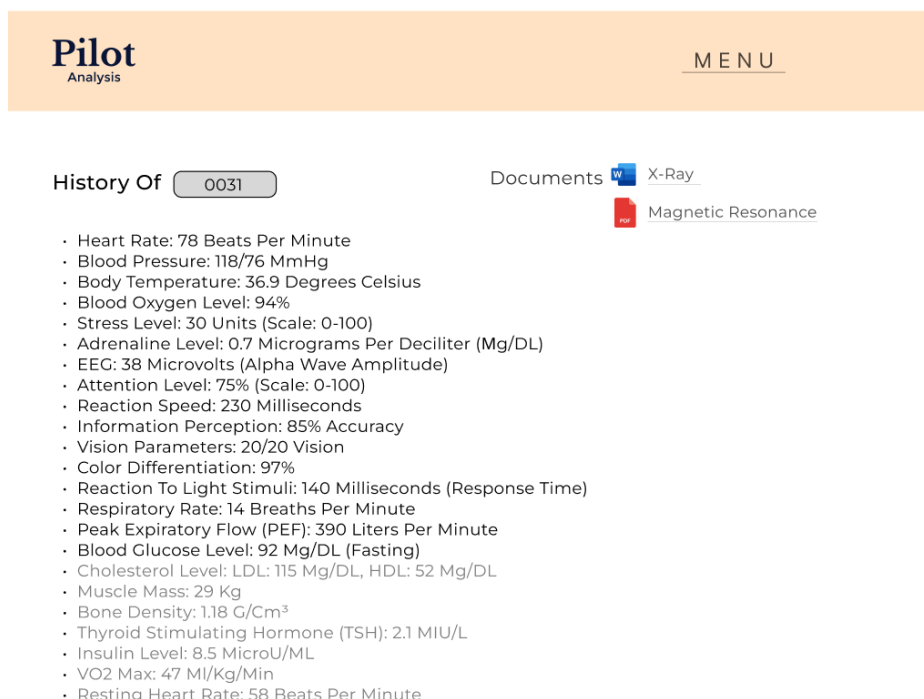 Pilot
Analysis
MENU
History Of 0031
Documents
W
X-Ray
PDF
Magnetic Resonance
• Heart Rate: 78 Beats Per Minute
• Blood Pressure: 118/76 MmHg
• Body Temperature: 36.9 Degrees Celsius
• Blood Oxygen Level: 94%
• Stress Level: 30 Units (Scale: 0-100)
• Adrenaline Level: 0.7 Micrograms Per Deciliter (Μg/DL)
• EEG: 38 Microvolts (Alpha Wave Amplitude)
• Attention Level: 75% (Scale: 0-100)
• Reaction Speed: 230 Milliseconds
• Information Perception: 85% Accuracy
• Vision Parameters: 20/20 Vision
• Color Differentiation: 97%
• Reaction To Light Stimuli: 140 Milliseconds (Response Time)
• Respiratory Rate: 14 Breaths Per Minute
• Peak Expiratory Flow (PEF): 390 Liters Per Minute
• Blood Glucose Level: 92 Mg/DL (Fasting)
• Cholesterol Level: LDL: 115 Mg/DL, HDL: 52 Mg/DL
• Muscle Mass: 29 Kg
• Bone Density: 1.18 G/Cm³
• Thyroid Stimulating Hormone (TSH): 2.1 MIU/L
• Insulin Level: 8.5 MicroU/ML
• VO2 Max: 47 Ml/Kg/Min
• Resting Heart Rate: 58 Beats Per Minute